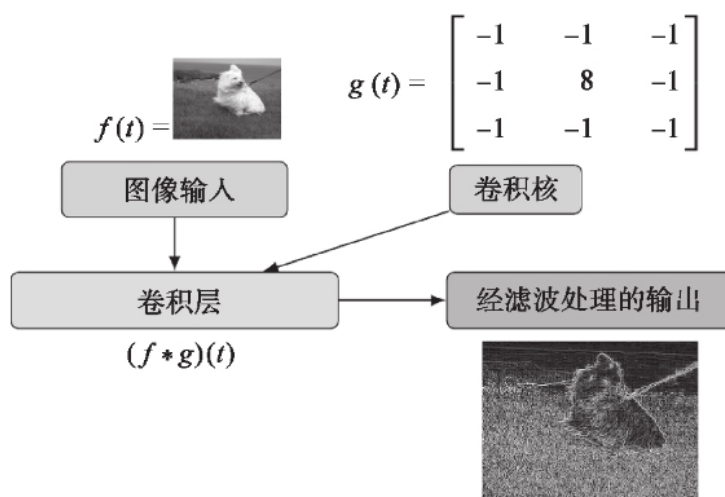 f(t) =
g(t) =
-1 -1 -1
-1 8 -1
-1 -1 -1
图像输入
卷积核
卷积层
经滤波处理的输出
(f*g)(t)